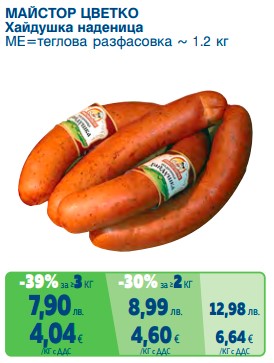 МАЙСТОР ЦВЕТКО
Хайдушка наденица
МЕ=теглова разфасовка ~ 1.2 кг
-39% за ≥3 КГ
-30% за ≥2 КГ
7,90 лв.
8,99 лв.
12,98 лв.
4,04 €
4,60 €
6,64 €
/КГ с ДДС
/КГ с ДДС
/КГ с ДДС